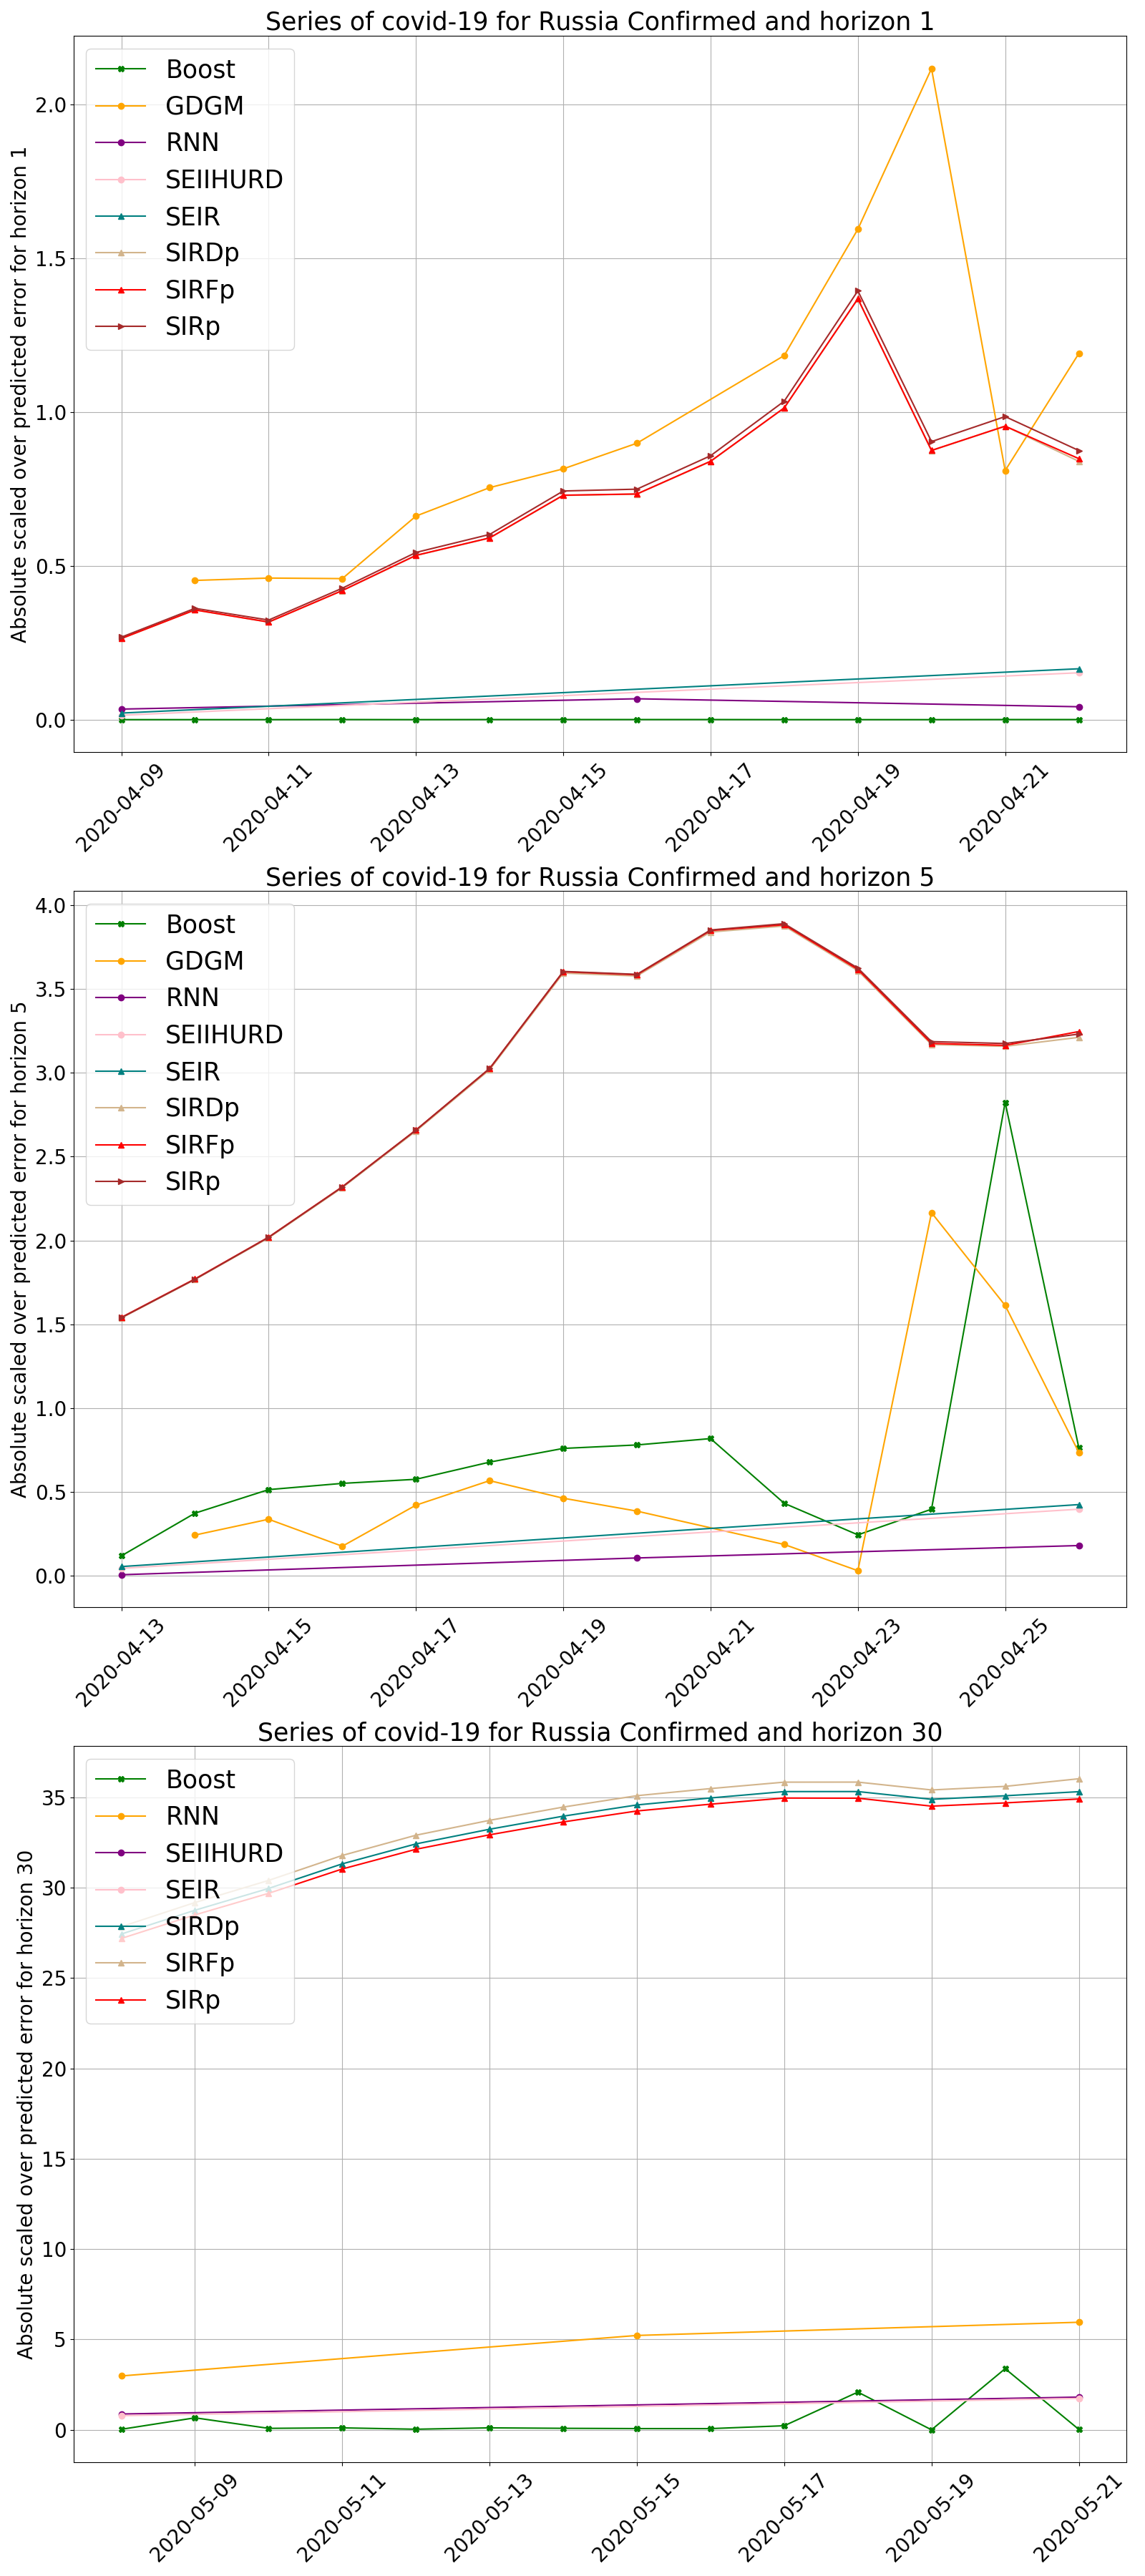 Series of covid-19 for Russia Confirmed and horizon 1
Absolute scaled over predicted error for horizon 1
2.0
1.5
1.0
0.5
0.0
Boost
GDGM
RNN
SEIIHURD
SEIR
SIRDp
SIRFp
SIRp
2020-04-09
2020-04-11
2020-04-13
2020-04-15
2020-04-17
2020-04-19
2020-04-21
Series of covid-19 for Russia Confirmed and horizon 5
Absolute scaled over predicted error for horizon 5
4.0
3.5
3.0
2.5
2.0
1.5
1.0
0.5
0.0
Boost
GDGM
RNN
SEIIHURD
SEIR
SIRDp
SIRFp
SIRp
2020-04-13
2020-04-15
2020-04-17
2020-04-19
2020-04-21
2020-04-23
2020-04-25
Series of covid-19 for Russia Confirmed and horizon 30
Absolute scaled over predicted error for horizon 30
35
30
25
20
15
10
5
0
Boost
RNN
SEIIHURD
SEIR
SIRDp
SIRFp
SIRp
2020-05-09
2020-05-11
2020-05-13
2020-05-15
2020-05-17
2020-05-19
2020-05-21